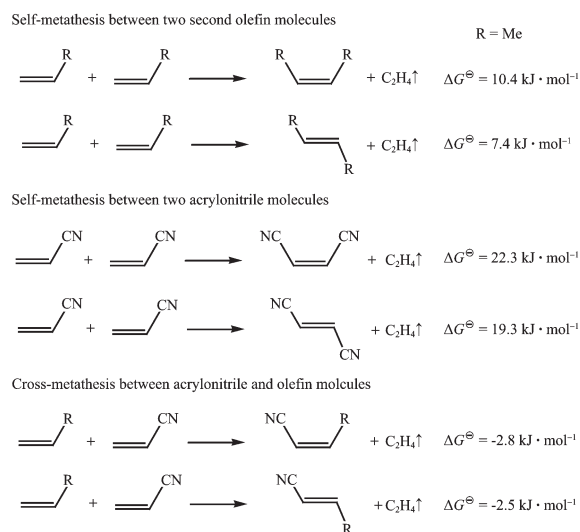 Self-metathesis between two second olefin molecules
R = Me
R R R R
+ + C₂H₄↑ ΔG⊖ = 10.4 kJ · mol⁻¹
R R R
+ + C₂H₄↑ ΔG⊖ = 7.4 kJ · mol⁻¹
R
Self-metathesis between two acrylonitrile molecules
CN CN NC CN
+ + C₂H₄↑ ΔG⊖ = 22.3 kJ · mol⁻¹
CN CN NC
+ + C₂H₄↑ ΔG⊖ = 19.3 kJ · mol⁻¹
CN
Cross-metathesis between acrylonitrile and olefin molcules
R CN NC R
+ + C₂H₄↑ ΔG⊖ = -2.8 kJ · mol⁻¹
R CN NC
+ + C₂H₄↑ ΔG⊖ = -2.5 kJ · mol⁻¹
R